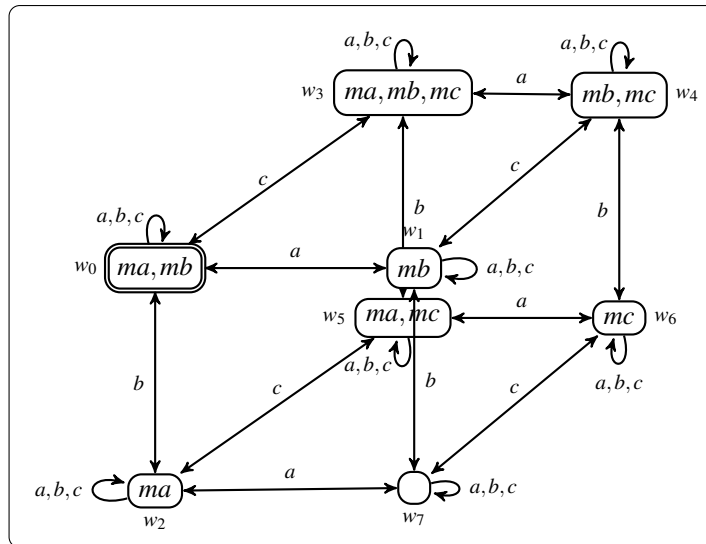 a, b, c
a, b, c
w3
ma, mb, mc
a
mb, mc
w4
c
c
a, b, c
b
w1
b
w0
ma, mb
a
mb
a, b, c
w5
ma, mc
a
mc
w6
a, b, c
a, b, c
b
c
b
c
a, b, c
ma
a
a, b, c
w2
w7